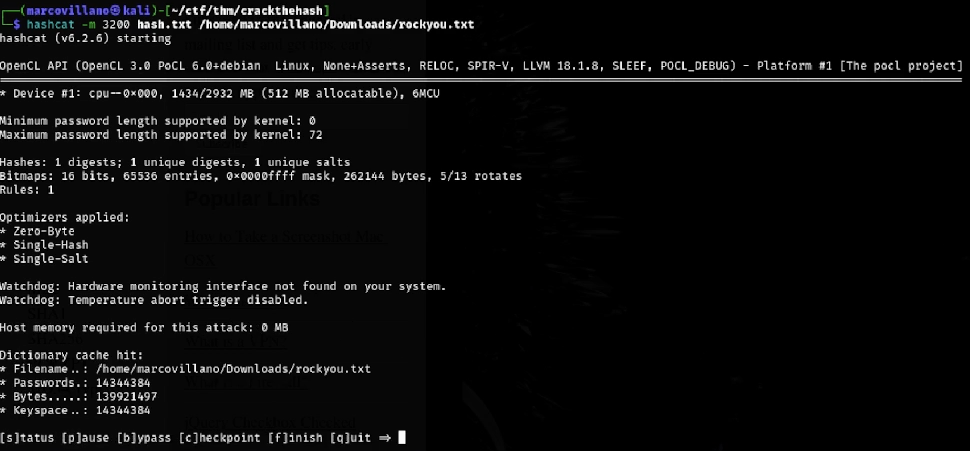 ┌──(marcovillano㉿kali)-[~/ctf/thm/crackthehash]
└─$ hashcat -m 3200 hash.txt /home/marcovillano/Downloads/rockyou.txt
hashcat (v6.2.6) starting
OpenCL API (OpenCL 3.0 PoCL 6.0+debian  Linux, None+Asserts, RELOC, SPIR-V, LLVM 18.1.8, SLEEF, POCL_DEBUG) - Platform #1 [The pocl project]
* Device #1: cpu--0×000, 1434/2932 MB (512 MB allocatable), 6MCU
Minimum password length supported by kernel: 0
Maximum password length supported by kernel: 72
Hashes: 1 digests; 1 unique digests, 1 unique salts
Bitmaps: 16 bits, 65536 entries, 0×0000ffff mask, 262144 bytes, 5/13 rotates
Rules: 1
Popular Links
Optimizers applied:
* Zero-Byte
* Single-Hash
* Single-Salt
Watchdog: Hardware monitoring interface not found on your system.
Watchdog: Temperature abort trigger disabled.
Host memory required for this attack: 0 MB
Dictionary cache hit:
* Filename..: /home/marcovillano/Downloads/rockyou.txt
* Passwords.: 14344384
* Bytes.....: 139921497
* Keyspace..: 14344384
[s]tatus [p]ause [b]ypass [c]heckpoint [f]inish [q]uit ⇒